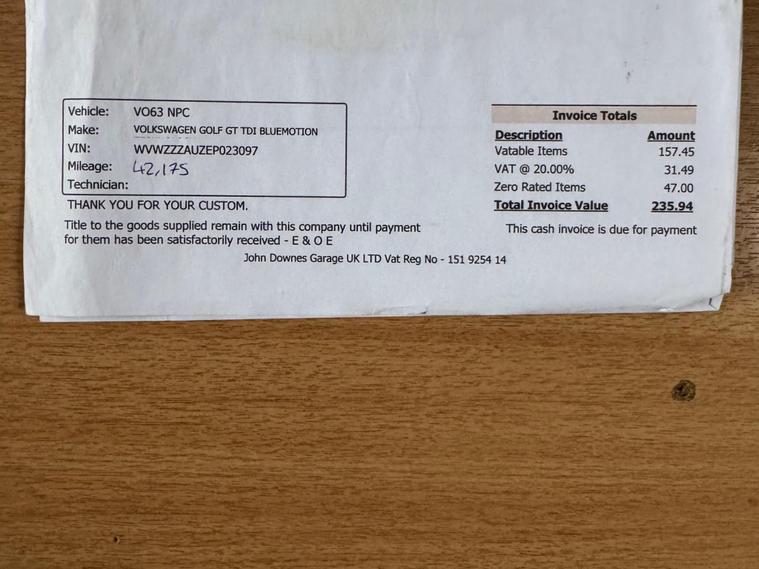 Vehicle: VO63 NPC
Make: VOLKSWAGEN GOLF GT TDI BLUEMOTION
VIN: WVWZZZAUZEP023097
Mileage: 42,175
Technician:
THANK YOU FOR YOUR CUSTOM.
Title to the goods supplied remain with this company until payment
for them has been satisfactorily received - E & O E
Invoice Totals
Description Amount
Vatable Items 157.45
VAT @ 20.00% 31.49
Zero Rated Items 47.00
Total Invoice Value 235.94
This cash invoice is due for payment
John Downes Garage UK LTD Vat Reg No - 151 9254 14